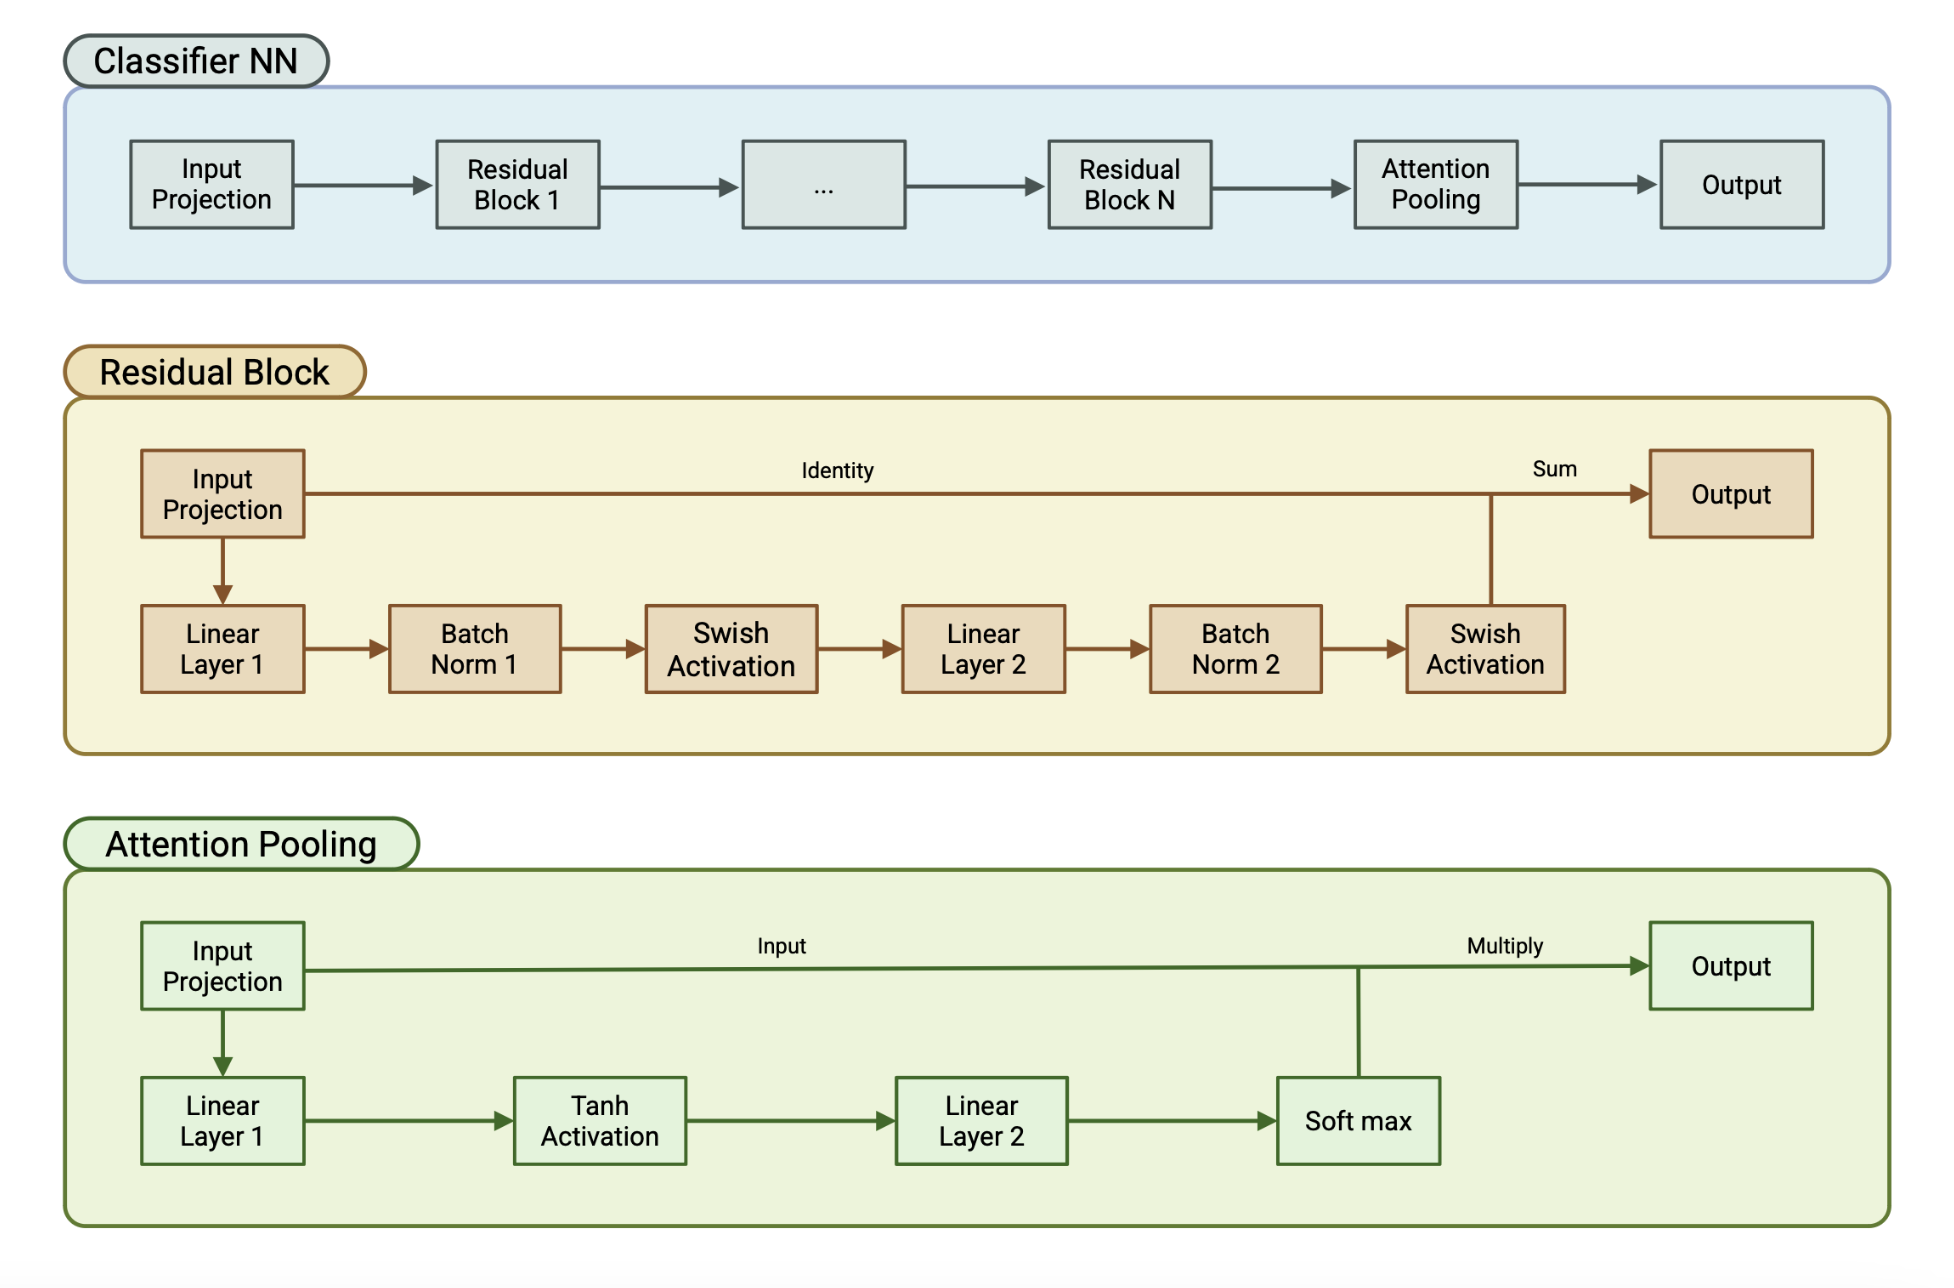 Classifier NN
Input
Projection
Residual
Block 1
...
Residual
Block N
Attention
Pooling
Output
Residual Block
Input
Projection
Identity
Sum
Output
Linear
Layer 1
Batch
Norm 1
Swish
Activation
Linear
Layer 2
Batch
Norm 2
Swish
Activation
Attention Pooling
Input
Projection
Input
Multiply
Output
Linear
Layer 1
Tanh
Activation
Linear
Layer 2
Soft max